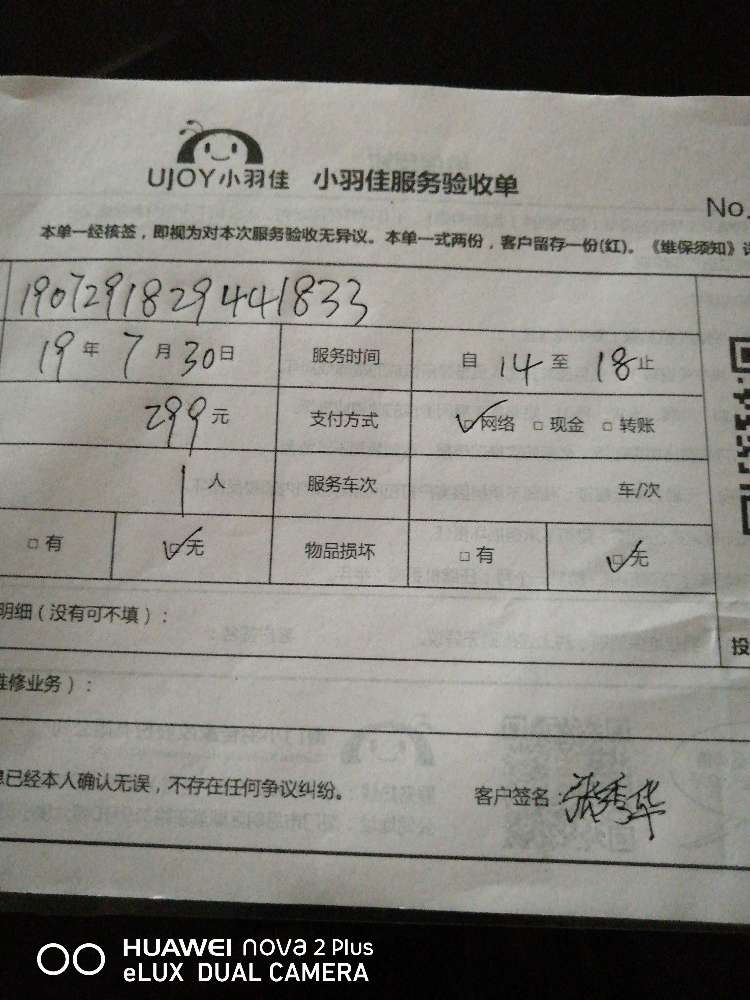 UJOY小羽佳 小羽佳服务验收单
No.
本单一经核签，即视为对本次服务验收无异议。本单一式两份，客户留存一份(红)。《维保须知》
1907291829441833
19年7月30日 服务时间 自14至18止
299元 支付方式 ☑网络 □现金 □转账
1人 服务车次 车/次
□有 ☑无 物品损坏 □有 ☑无
明细（没有可不填）：
投
维修业务）：
息已经本人确认无误，不存在任何争议纠纷。 客户签名：张秀华
HUAWEI nova 2 Plus
eLUX DUAL CAMERA